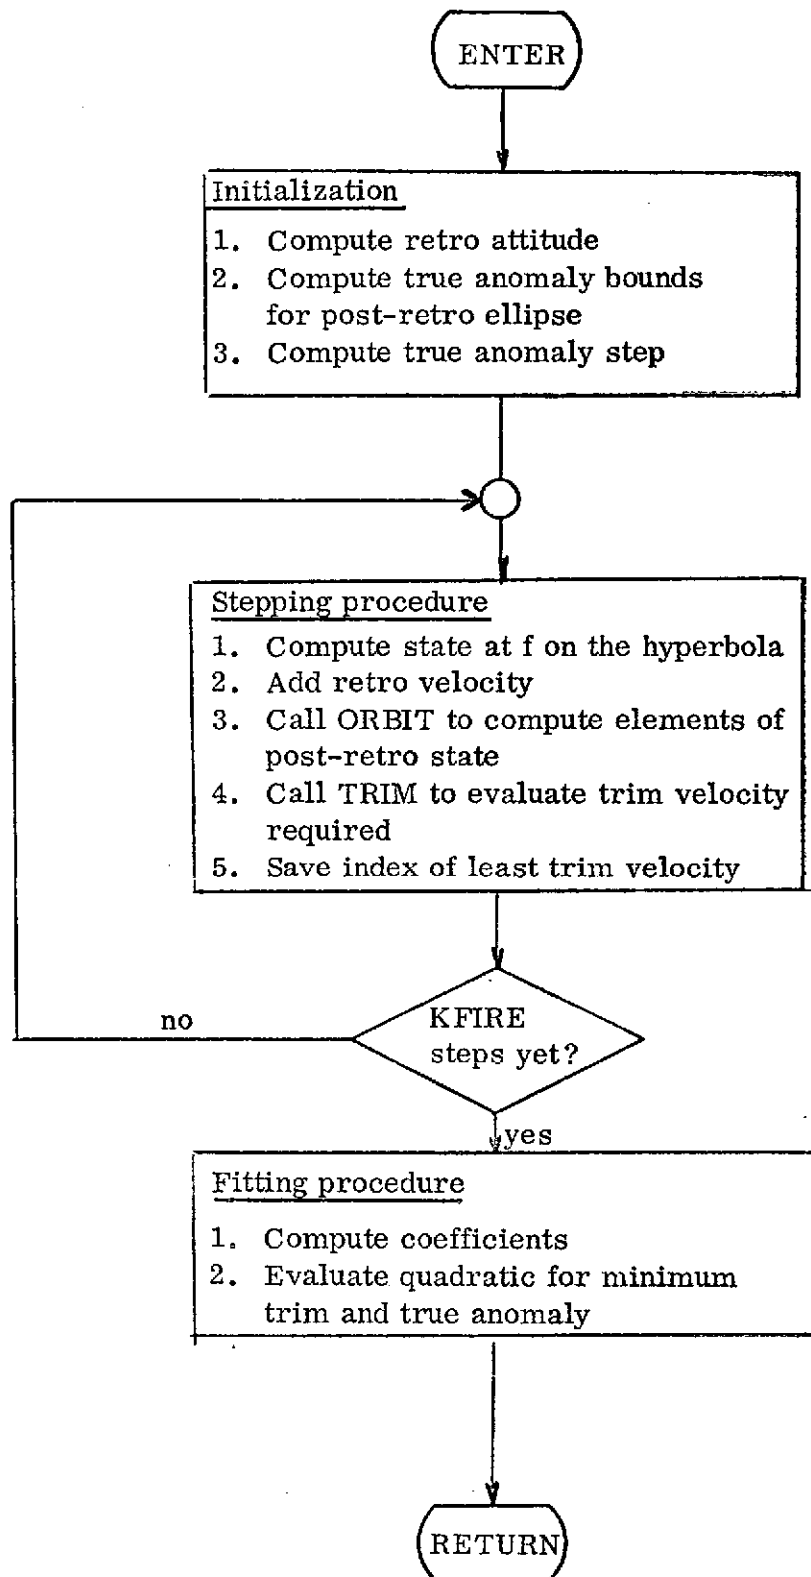 ENTER
Initialization
1. Compute retro attitude
2. Compute true anomaly bounds
for post-retro ellipse
3. Compute true anomaly step
Stepping procedure
1. Compute state at f on the hyperbola
2. Add retro velocity
3. Call ORBIT to compute elements of
post-retro state
4. Call TRIM to evaluate trim velocity
required
5. Save index of least trim velocity
no
KFIRE
steps yet?
yes
Fitting procedure
1. Compute coefficients
2. Evaluate quadratic for minimum
trim and true anomaly
RETURN